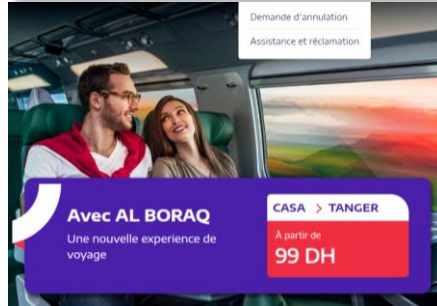 Demande d'annulation
Assistance et réclamation
Avec AL BORAQ
Une nouvelle experience de
voyage
CASA > TANGER
À partir de
99 DH